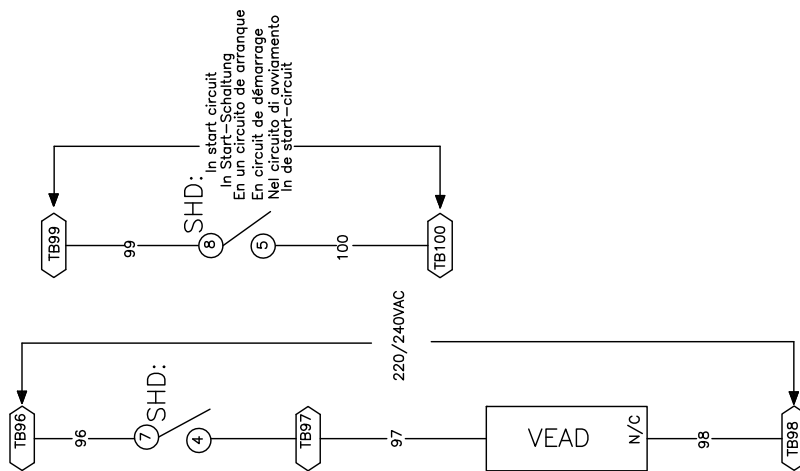 TB99
99
SHD:
8
5
In start circuit
In Start-Schaltung
En un circuito de arranque
En circuit de démarrage
Nel circuito di avviamento
In de start-circuit
100
TB100
220/240VAC
TB96
96
SHD:
7
4
TB97
97
VEAD
N/C
98
TB98